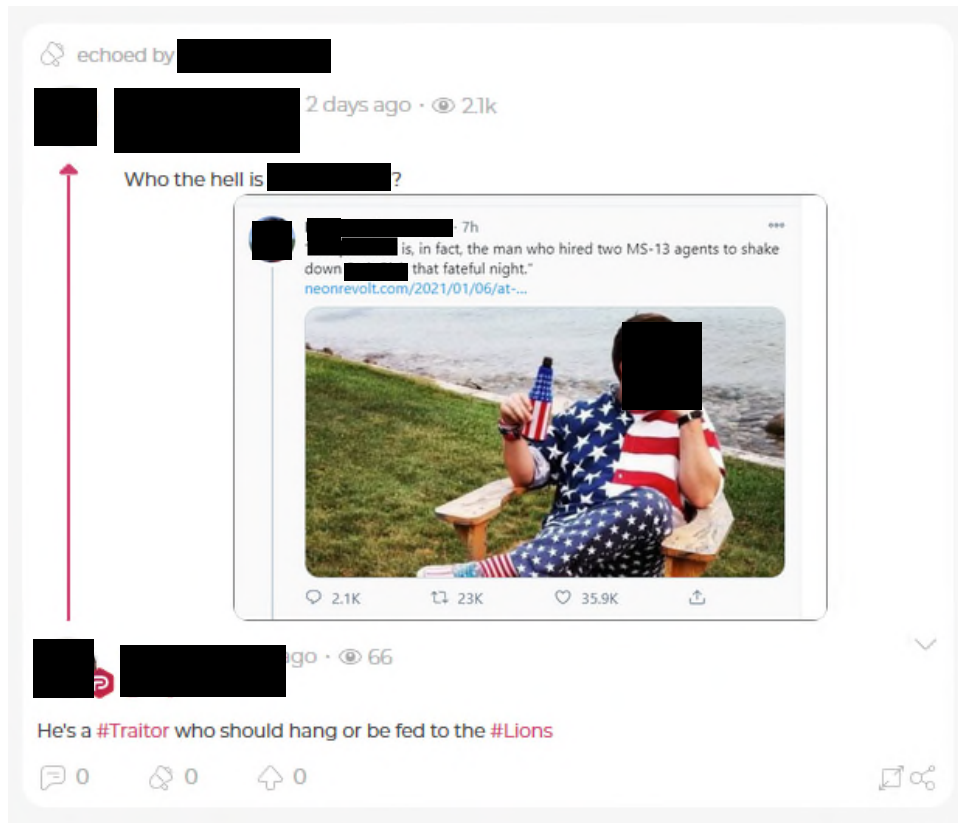 echoed by
2 days ago · 2.1k
Who the hell is ?
· 7h
is, in fact, the man who hired two MS-13 agents to shake
down that fateful night."
neonrevolt.com/2021/01/06/at-...
2.1K 23K 35.9K
ago · 66
He's a #Traitor who should hang or be fed to the #Lions
0 0 0